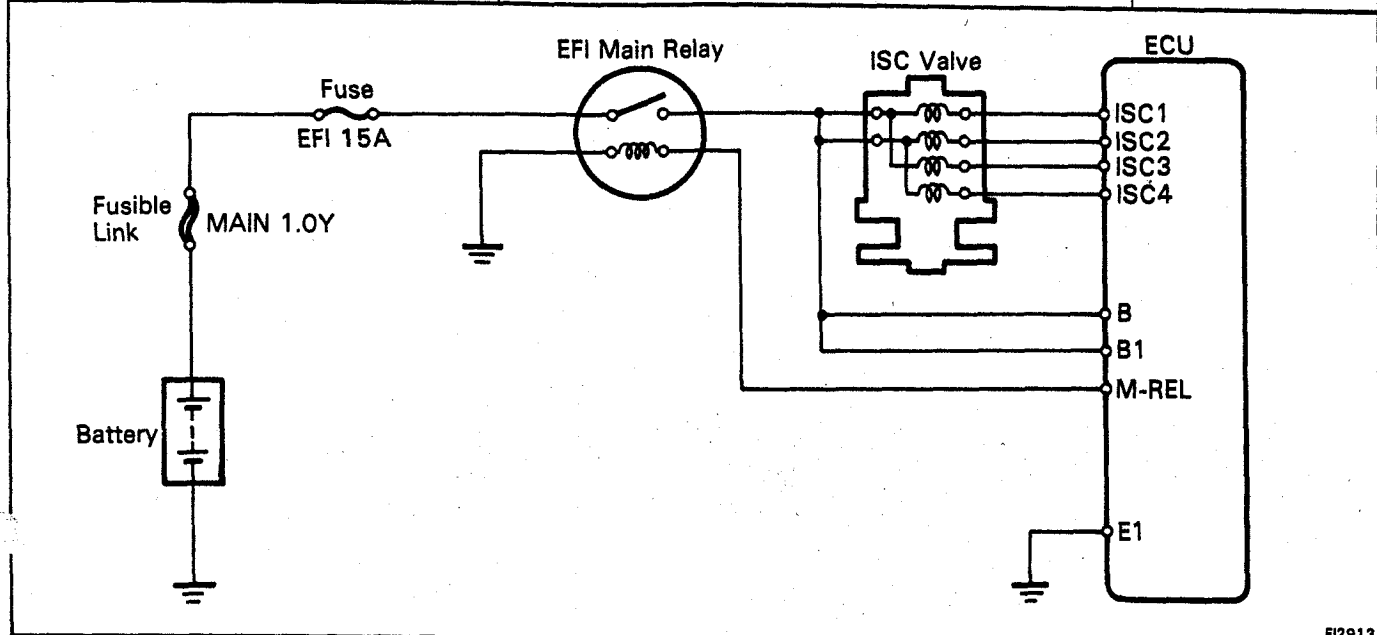 EFI Main Relay
ISC Valve
ECU
Fuse
EFI 15A
ISC1
ISC2
ISC3
ISC4
Fusible
Link
MAIN 1.0Y
B
B1
M-REL
Battery
E1
FI2913